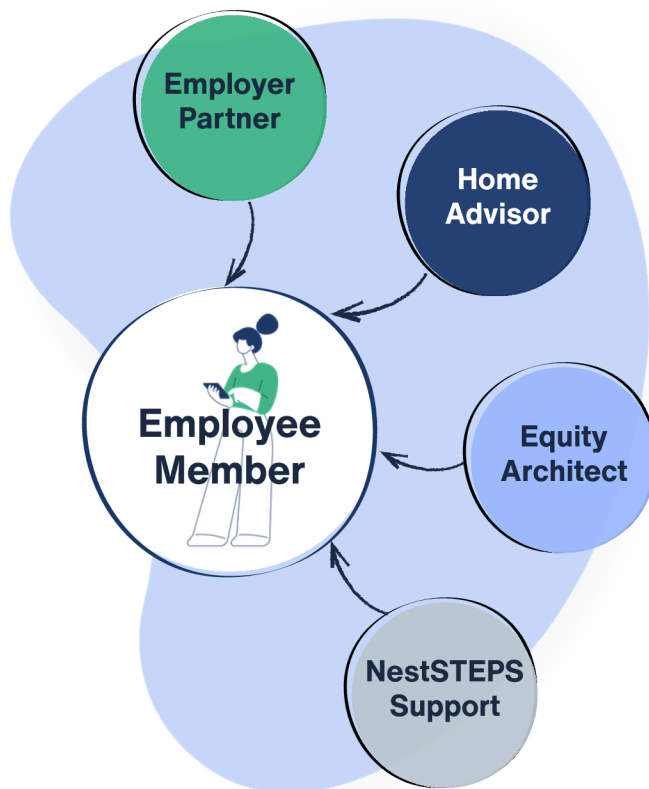 Employer
Partner
Home
Advisor
Employee
Member
Equity
Architect
NestSTEPS
Support